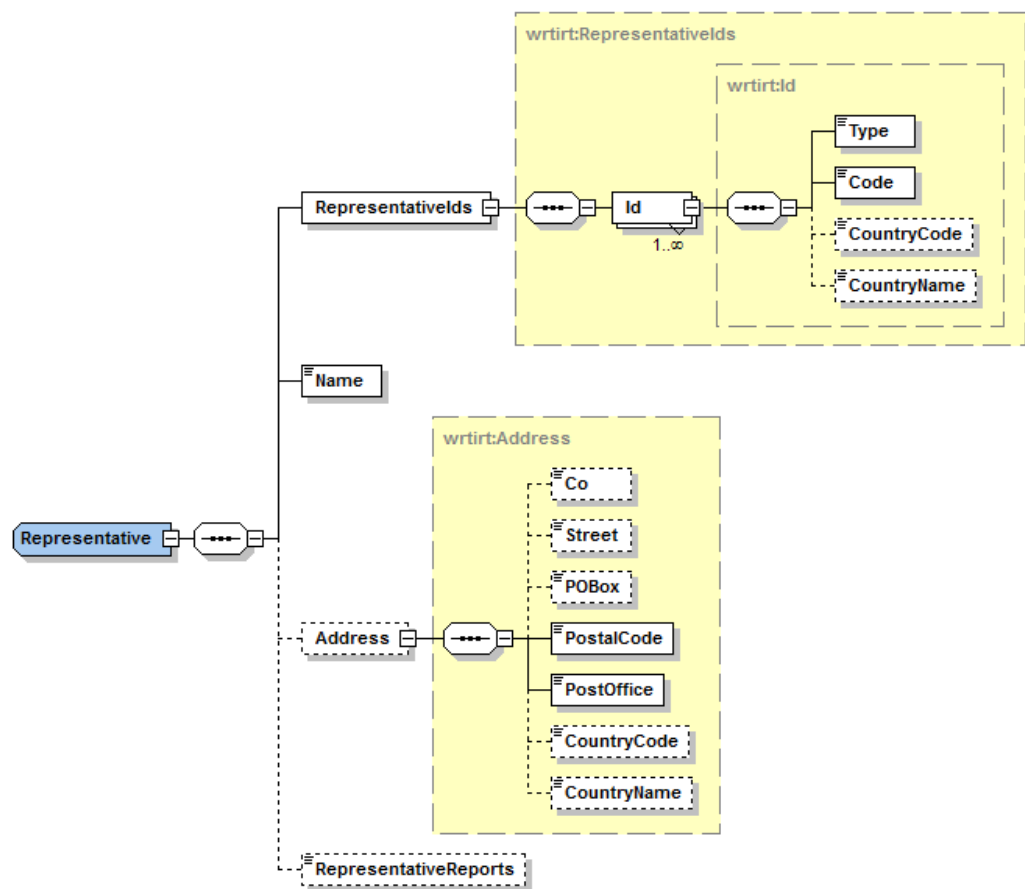 wrtirt:RepresentativeIds
wrtirt:Id
Type
Code
CountryCode
CountryName
RepresentativeIds
Id
1..∞
Name
wrtirt:Address
Co
Street
POBox
PostalCode
PostOffice
CountryCode
CountryName
Representative
Address
RepresentativeReports